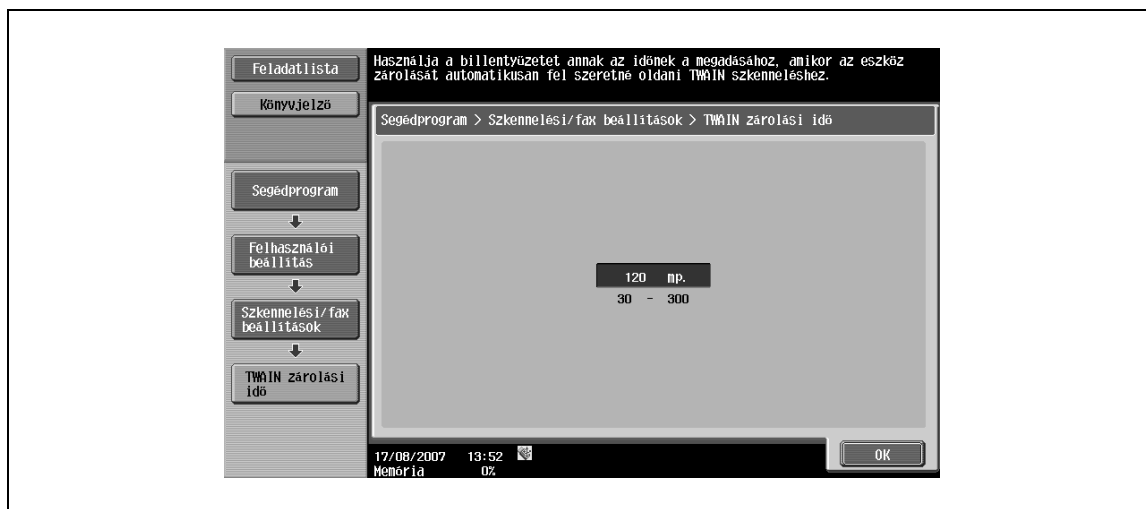 Feladatlista
Könyvjelző
Segédprogram
Felhasználói
beállítás
Szkennelési/fax
beállítások
TWAIN zárolási
idő
Használja a billentyűzetet annak az időnek a megadásához, amikor az eszköz
zárolását automatikusan fel szeretné oldani TWAIN szkenneléshez.
Segédprogram > Szkennelési/fax beállítások > TWAIN zárolási idő
120 mp.
30 - 300
17/08/2007 13:52
Memória 0%
OK